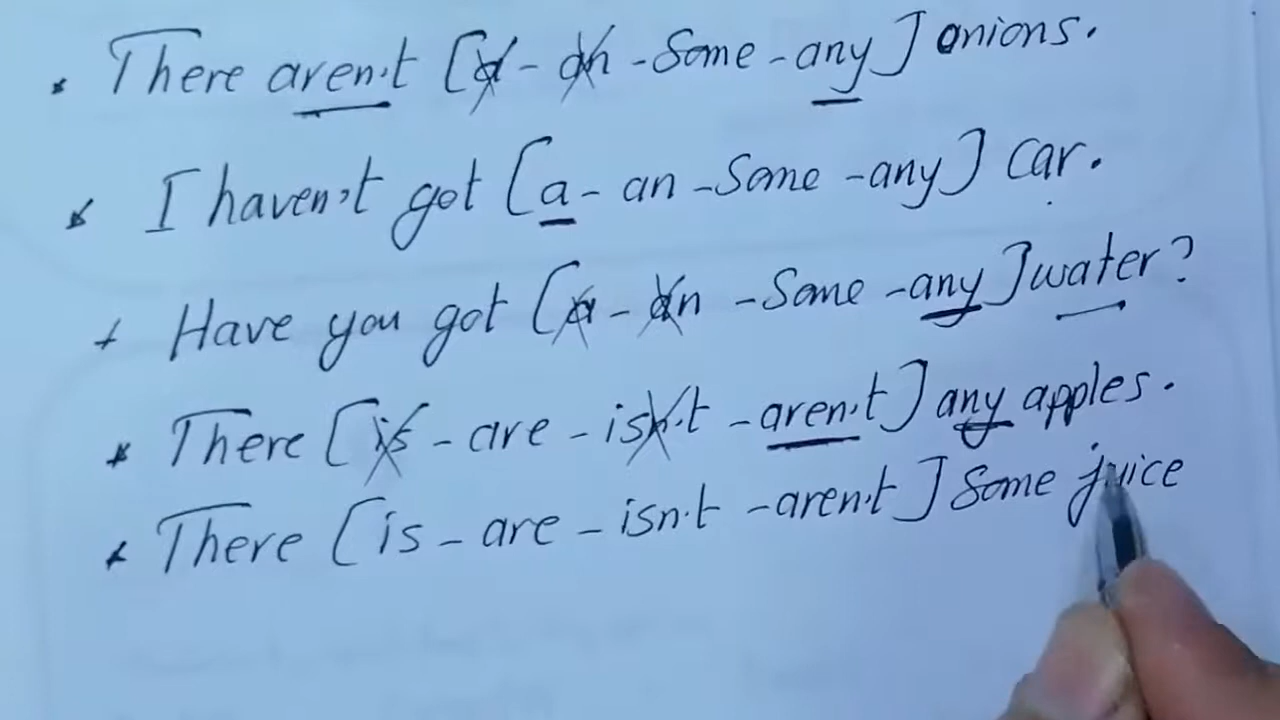 There aren't [a - an - Some - any] onions.
I haven't got [a - an - Some - any] car.
Have you got [a - an - Some - any] water?
There [is - are - isn't - aren't] any apples.
There [is - are - isn't - aren't] Some juice